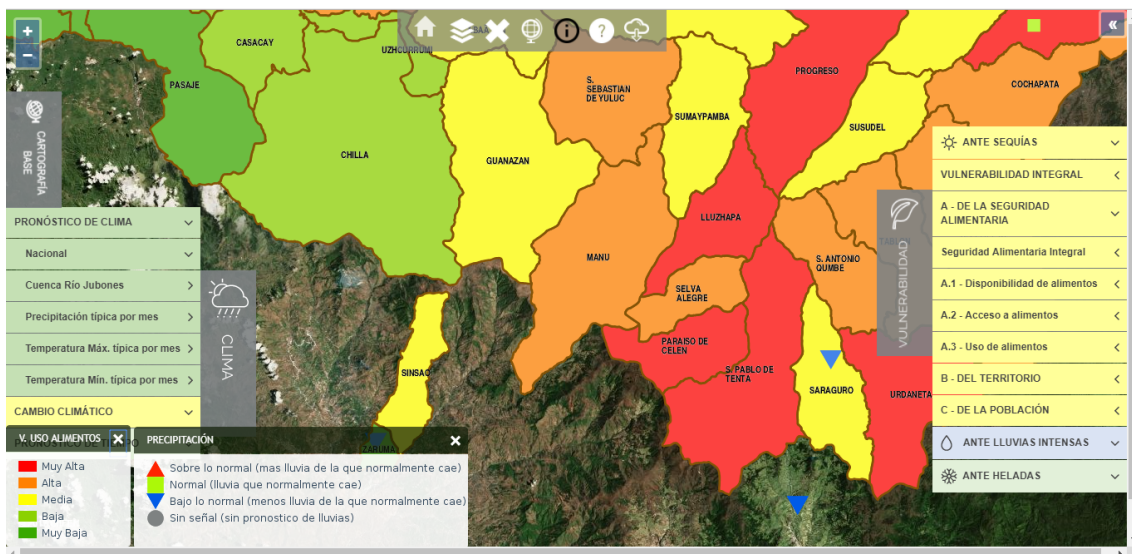 +
−
«
CASACAY
UZHCURRUMI
PROGRESO
COCHAPATA
PASAJE
S.
SEBASTIAN
DE YULUC
SUMAYPAMBA
SUSUDEL
CHILLA
GUANAZAN
CARTOGRAFÍA
BASE
ANTE SEQUÍAS
VULNERABILIDAD INTEGRAL
A - DE LA SEGURIDAD
ALIMENTARIA
Seguridad Alimentaria Integral
A.1 - Disponibilidad de alimentos
A.2 - Acceso a alimentos
A.3 - Uso de alimentos
B - DEL TERRITORIO
C - DE LA POBLACIÓN
ANTE LLUVIAS INTENSAS
ANTE HELADAS
VULNERABILIDAD
LLUZHAPA
MANU
S. ANTONIO
QUMBE
SELVA
ALEGRE
PARAISO DE
CELEN
S. PABLO DE
TENTA
SARAGURO
URDANETA
SINSAO
ZARUMA
PRONÓSTICO DE CLIMA
Nacional
Cuenca Río Jubones
Precipitación típica por mes
Temperatura Máx. típica por mes
Temperatura Mín. típica por mes
CAMBIO CLIMÁTICO
PRONÓSTICO DE TIEMPO
CLIMA
V. USO ALIMENTOS
Muy Alta
Alta
Media
Baja
Muy Baja
PRECIPITACIÓN
Sobre lo normal (mas lluvia de la que normalmente cae)
Normal (lluvia que normalmente cae)
Bajo lo normal (menos lluvia de la que normalmente cae)
Sin señal (sin pronostico de lluvias)